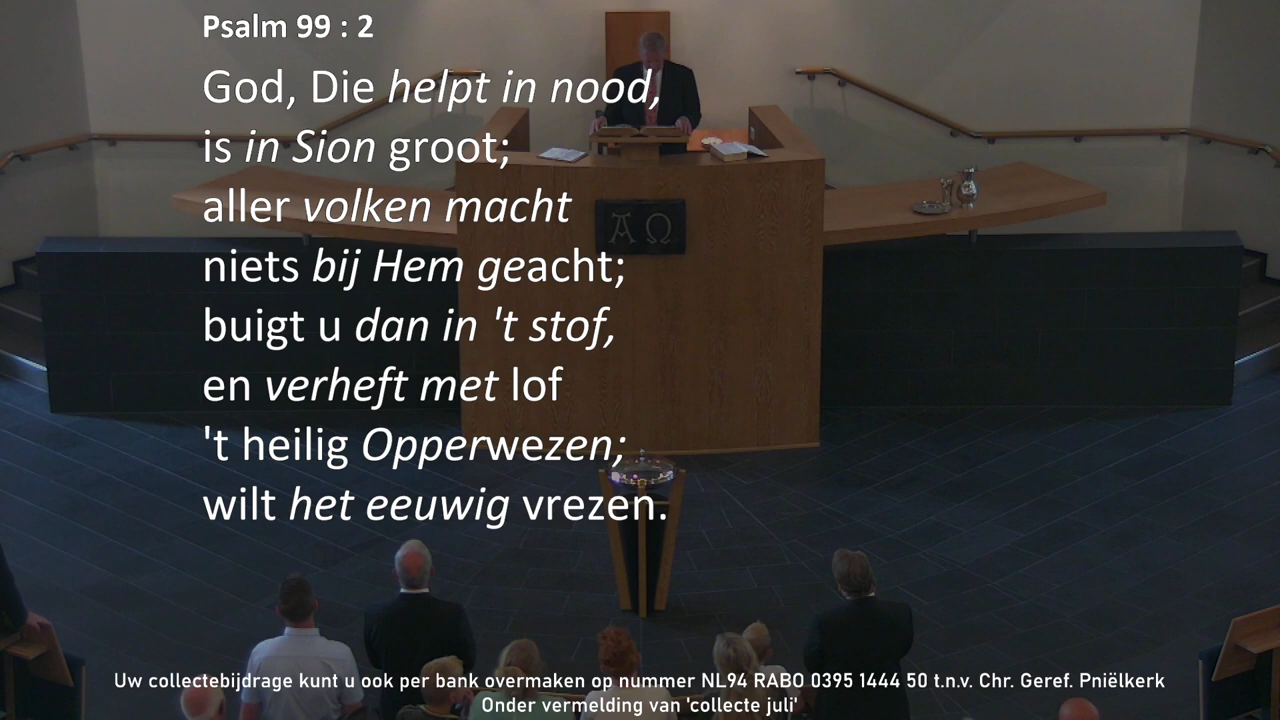 Psalm 99 : 2
God, Die helpt in nood,
is in Sion groot;
aller volken macht
niets bij Hem geacht;
buigt u dan in 't stof,
en verheft met lof
't heilig Opperwezen;
wilt het eeuwig vrezen.
Α Ω
Uw collectebijdrage kunt u ook per bank overmaken op nummer NL94 RABO 0395 1444 50 t.n.v. Chr. Geref. Pniëlkerk
Onder vermelding van 'collecte juli'